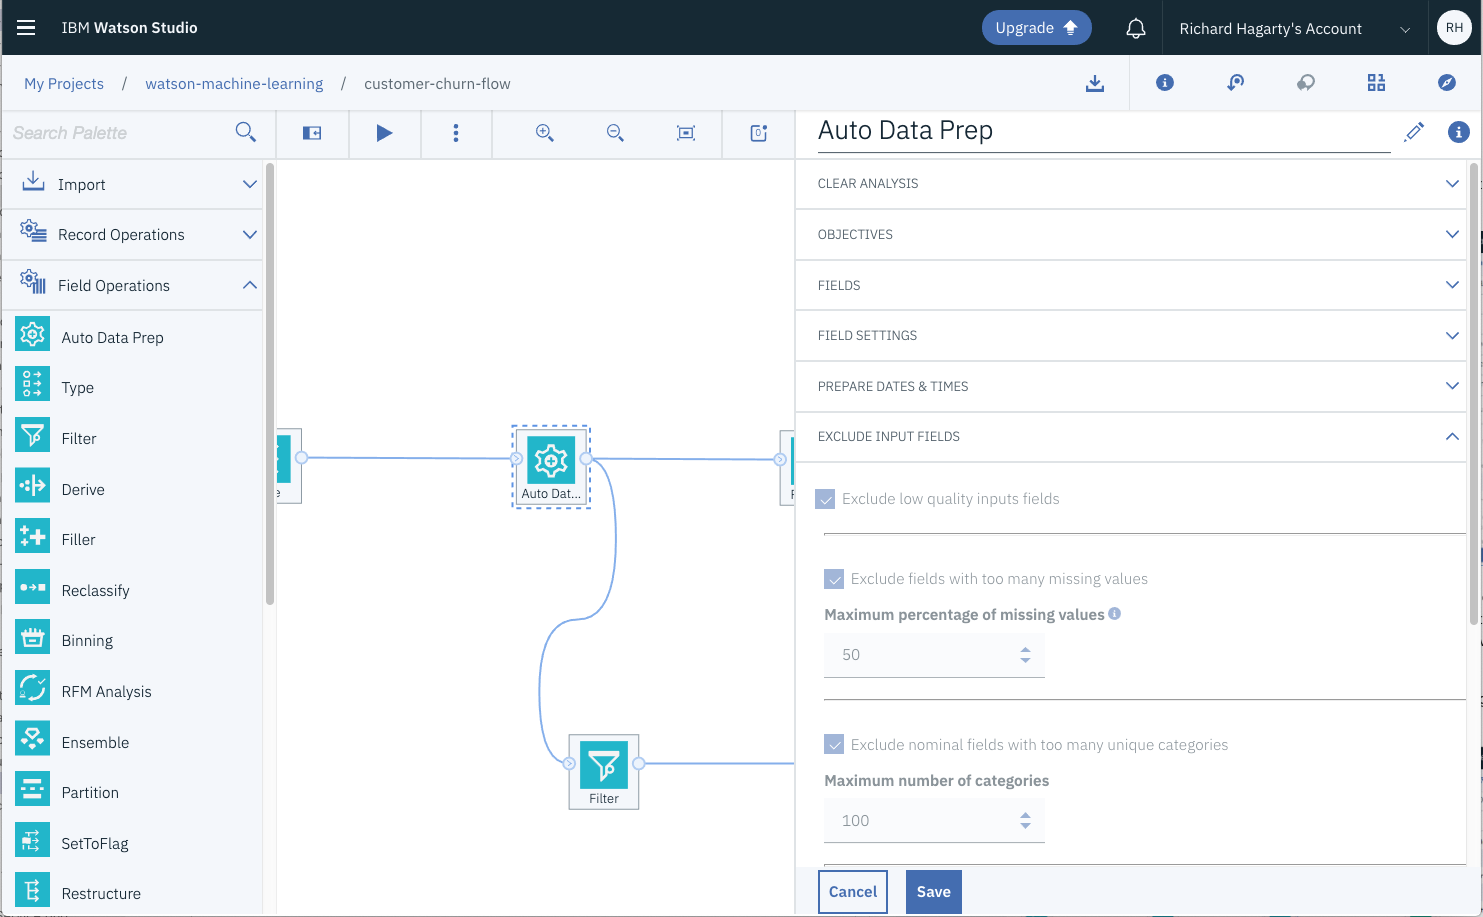 IBM Watson Studio
Upgrade
Richard Hagarty's Account
RH
My Projects / watson-machine-learning / customer-churn-flow
Search Palette
0
Auto Data Prep
Import
Record Operations
Field Operations
Auto Data Prep
Type
Filter
Derive
Filler
Reclassify
Binning
RFM Analysis
Ensemble
Partition
SetToFlag
Restructure
Auto Dat...
Filter
CLEAR ANALYSIS
OBJECTIVES
FIELDS
FIELD SETTINGS
PREPARE DATES & TIMES
EXCLUDE INPUT FIELDS
Exclude low quality inputs fields
Exclude fields with too many missing values
Maximum percentage of missing values
50
Exclude nominal fields with too many unique categories
Maximum number of categories
100
Cancel
Save